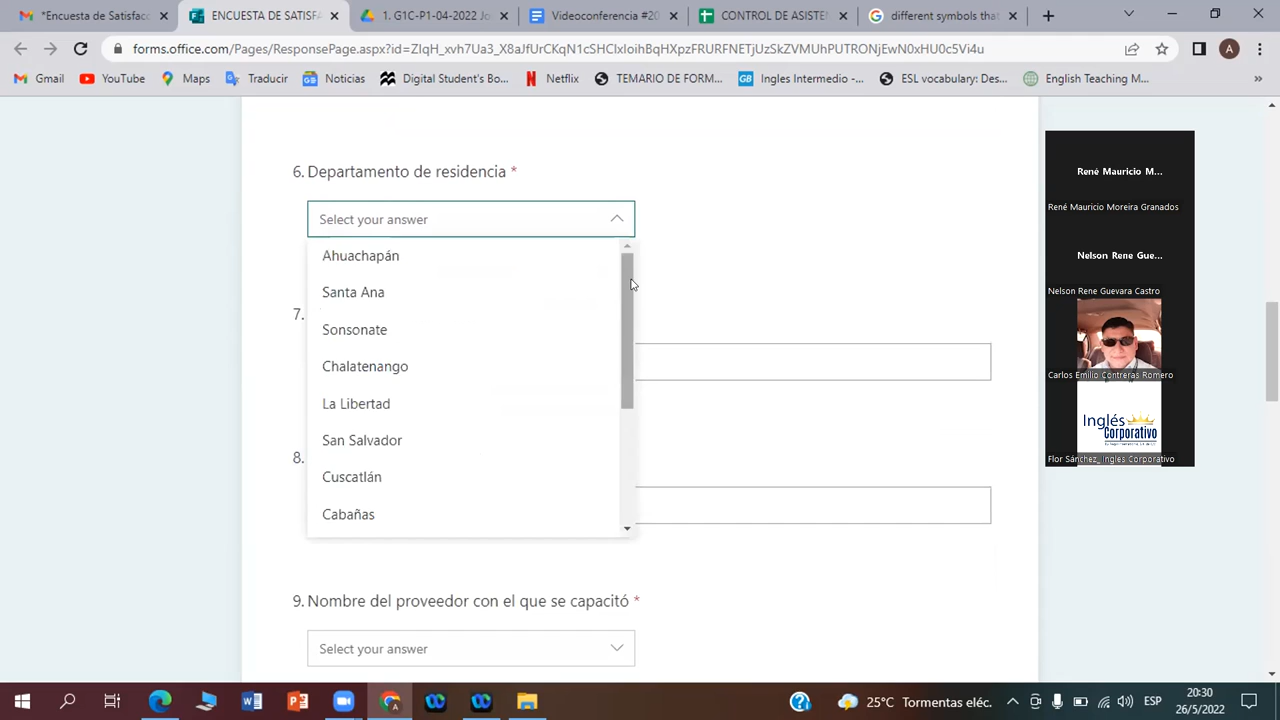 *Encuesta de Satisfacc
ENCUESTA DE SATISFA
1. G1C-P1-04-2022 Jo
Videoconferencia #20
CONTROL DE ASISTEN
different symbols that
forms.office.com/Pages/ResponsePage.aspx?id=ZIqH_xvh7Ua3_X8aJfUrCKqN1cSHCIxIoihBqHXpzFRURFNETjUzSkZVMUhPUTRONjEwN0xHU0c5Vi4u
A
Gmail
YouTube
Maps
Traducir
Noticias
Digital Student's Bo...
Netflix
TEMARIO DE FORM...
Ingles Intermedio -...
ESL vocabulary: Des...
English Teaching M...
»
6. Departamento de residencia *
Select your answer
Ahuachapán
Santa Ana
Sonsonate
Chalatenango
La Libertad
San Salvador
Cuscatlán
Cabañas
7.
8.
9. Nombre del proveedor con el que se capacitó *
Select your answer
René Mauricio M...
René Mauricio Moreira Granados
Nelson Rene Gue...
Nelson Rene Guevara Castro
Carlos Emilio Contreras Romero
Inglés
Corporativo
Flor Sánchez_Inglés Corporativo
25°C Tormentas eléc.
ESP
20:30
26/5/2022